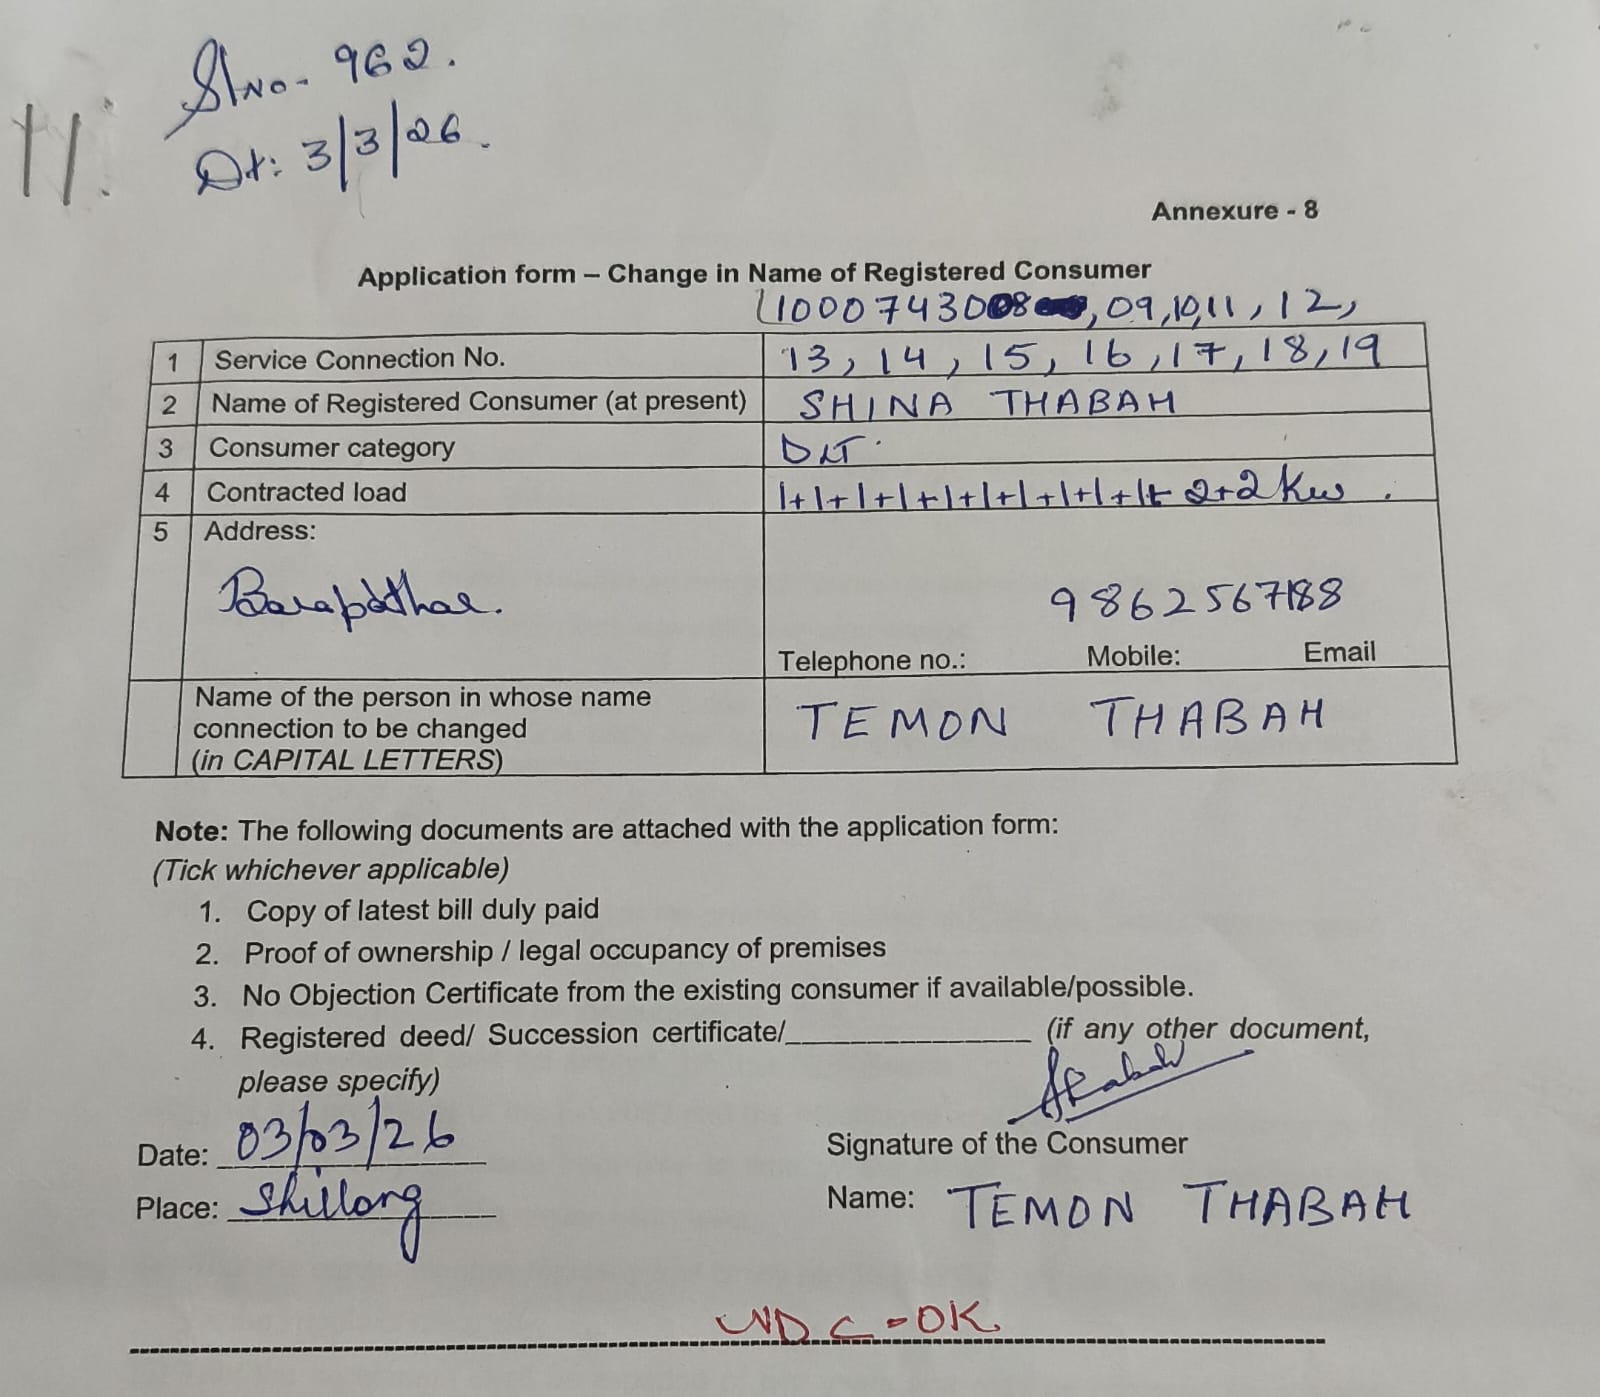 Sl No - 962.
11.
Dt: 3/3/26.
Annexure - 8
Application form – Change in Name of Registered Consumer
110007430008, 09, 10, 11, 12,
1 Service Connection No. 13, 14, 15, 16, 17, 18, 19
2 Name of Registered Consumer (at present) SHINA THABAH
3 Consumer category DLT
4 Contracted load 1+1+1+1+1+1+1+1+1+1+ 2+2 Kw.
5 Address:
Barapathar. 9862567188
Telephone no.: Mobile: Email
Name of the person in whose name
connection to be changed TEMON THABAH
(in CAPITAL LETTERS)
Note: The following documents are attached with the application form:
(Tick whichever applicable)
1. Copy of latest bill duly paid
2. Proof of ownership / legal occupancy of premises
3. No Objection Certificate from the existing consumer if available/possible.
4. Registered deed/ Succession certificate/________________ (if any other document,
please specify)
Date: 03/03/26
Signature of the Consumer
Place: Shillong
Name: TEMON THABAH
NDC - OK